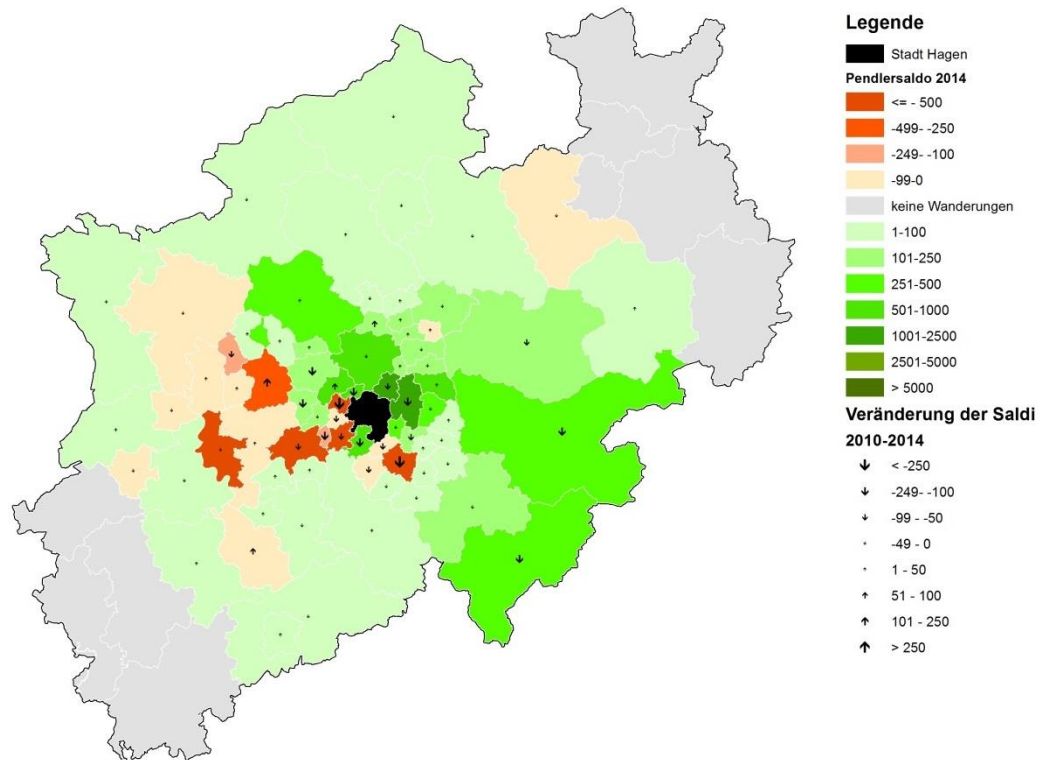 Legende
Stadt Hagen
Pendlersaldo 2014
<= - 500
-499- -250
-249- -100
-99-0
keine Wanderungen
1-100
101-250
251-500
501-1000
1001-2500
2501-5000
> 5000
Veränderung der Saldi
2010-2014
< -250
-249- -100
-99 - -50
-49 - 0
1 - 50
51 - 100
101 - 250
> 250